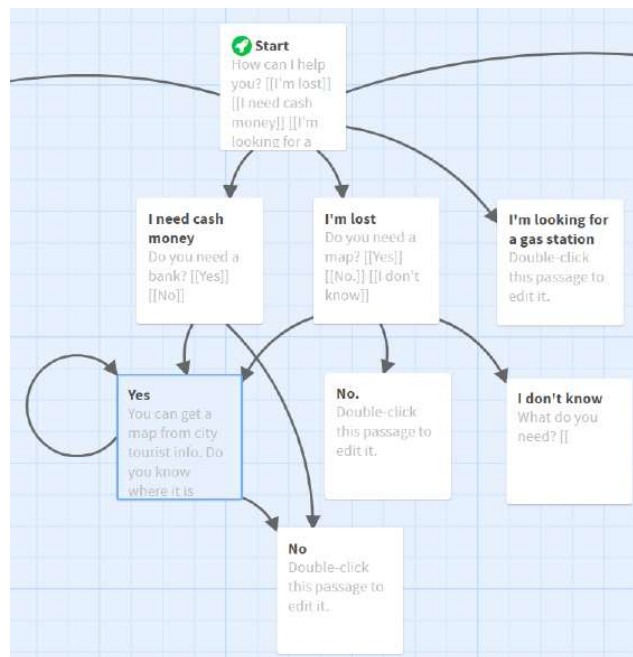 Start
How can I help
you? [[I'm lost]]
[[I need cash
money]] [[I'm
looking for a
I need cash
money
Do you need a
bank? [[Yes]]
[[No]]
I'm lost
Do you need a
map? [[Yes]]
[[No.]] [[I don't
know]]
I'm looking for
a gas station
Double-click
this passage to
edit it.
Yes
You can get a
map from city
tourist info. Do
you know
where it is
No.
Double-click
this passage to
edit it.
I don't know
What do you
need? [[
No
Double-click
this passage to
edit it.